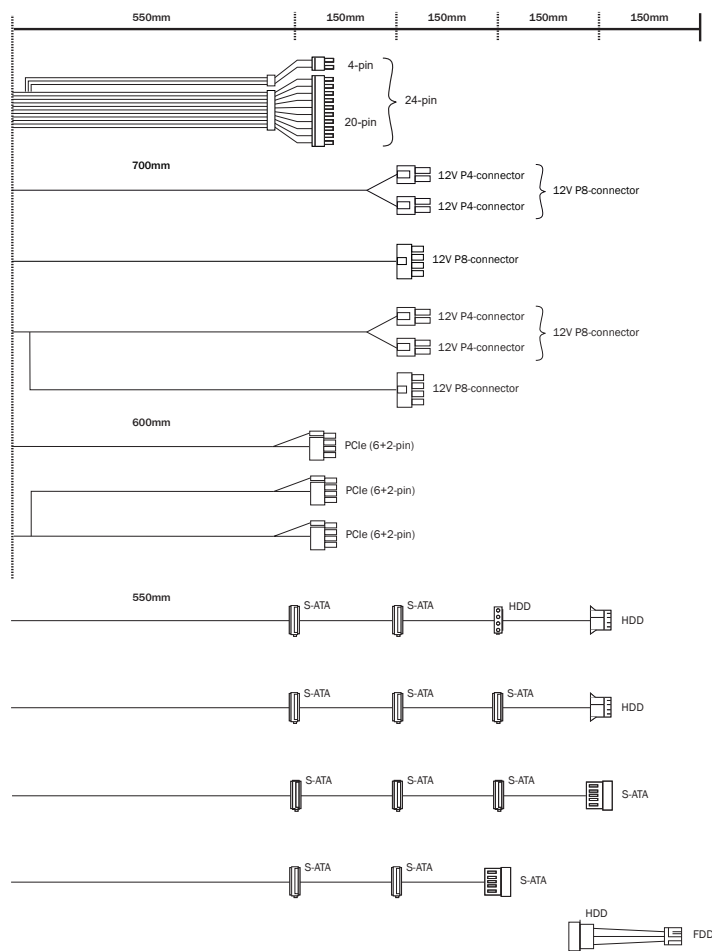 550mm 150mm 150mm 150mm 150mm
4-pin
24-pin
20-pin
700mm
12V P4-connector
12V P8-connector
12V P4-connector
12V P8-connector
12V P4-connector
12V P8-connector
12V P4-connector
12V P8-connector
600mm
PCIe (6+2-pin)
PCIe (6+2-pin)
PCIe (6+2-pin)
550mm
S-ATA S-ATA HDD
HDD
S-ATA S-ATA S-ATA
HDD
S-ATA S-ATA S-ATA
S-ATA
S-ATA S-ATA
S-ATA
HDD
FDD